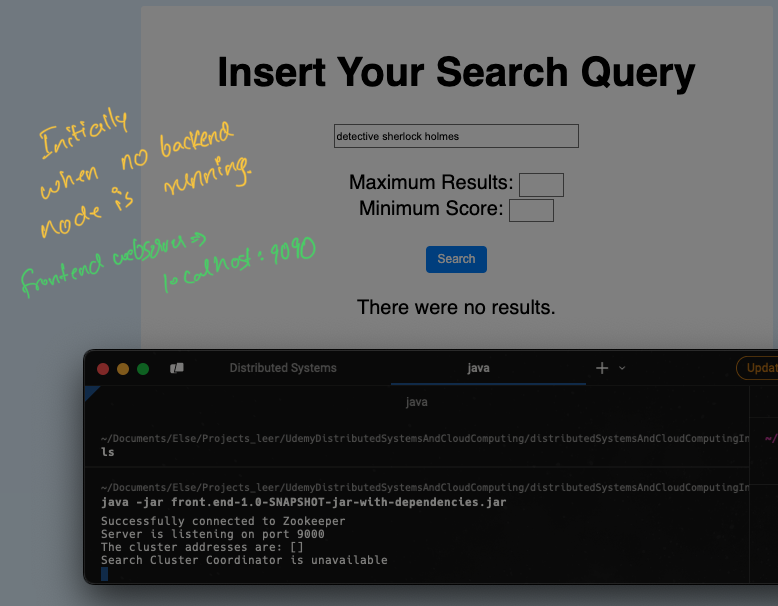 Insert Your Search Query
detective sherlock holmes
Maximum Results:
Minimum Score:
Search
There were no results.
Initially
when no backend
node is running.
frontend webserver ⇒
localhost:9090
Distributed Systems
java
Updat
java
~/Documents/Else/Projects_leer/UdemyDistributedSystemsAndCloudComputing/distributedSystemsAndCloudComputingIn
ls
~/
~/Documents/Else/Projects_leer/UdemyDistributedSystemsAndCloudComputing/distributedSystemsAndCloudComputingIn
java -jar front.end-1.0-SNAPSHOT-jar-with-dependencies.jar
Successfully connected to Zookeeper
Server is listening on port 9000
The cluster addresses are: []
Search Cluster Coordinator is unavailable